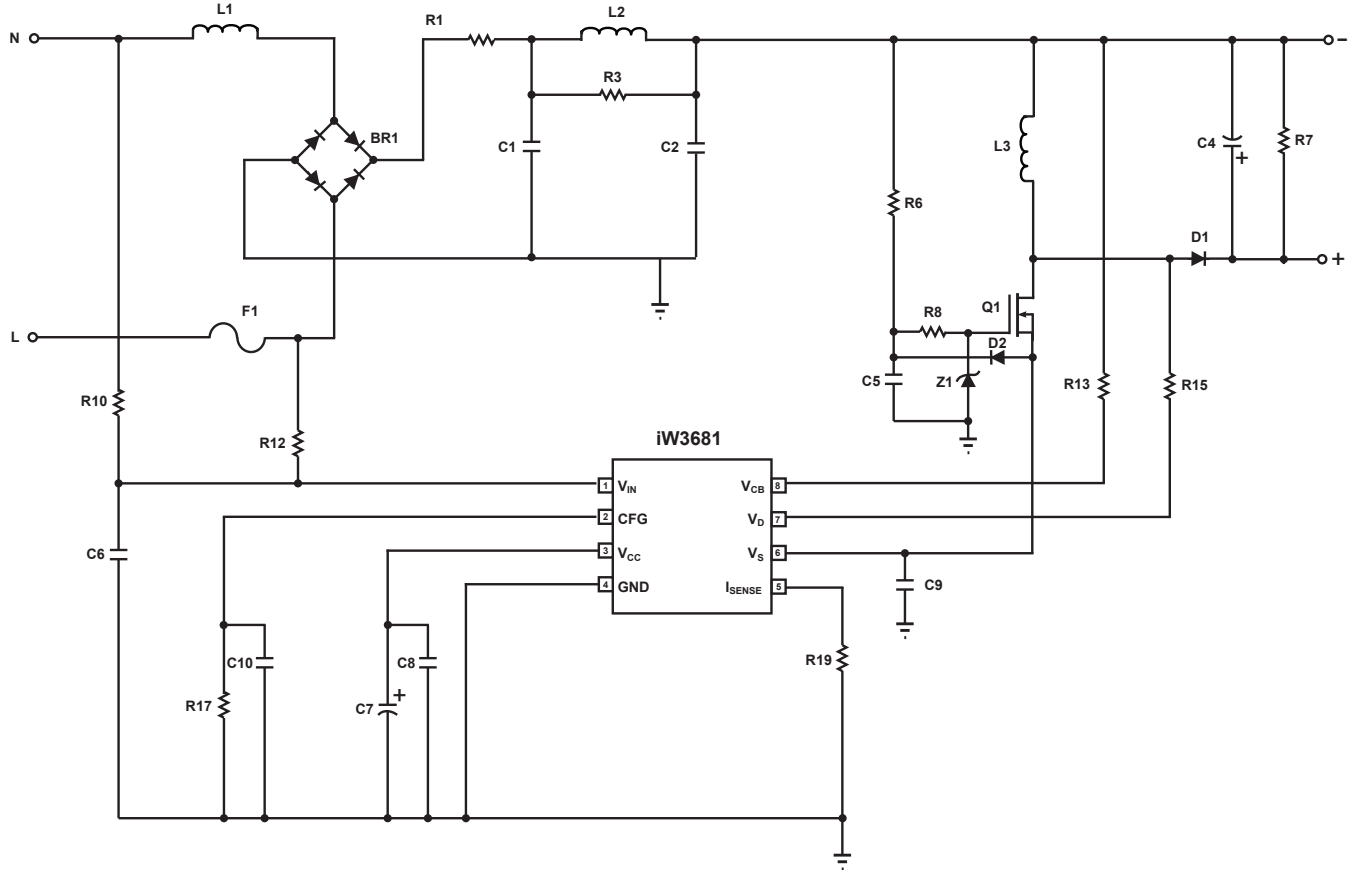 L1
R1
L2
N
−
R3
BR1
C1
C2
L3
C4
+
R7
R6
D1
+
F1
Q1
R8
L
D2
C5
Z1
R13
R15
R10
R12
iW3681
1 VIN
VCB 8
2 CFG
VD 7
3 VCC
VS 6
4 GND
ISENSE 5
C6
C9
C10
C8
R19
R17
+
C7